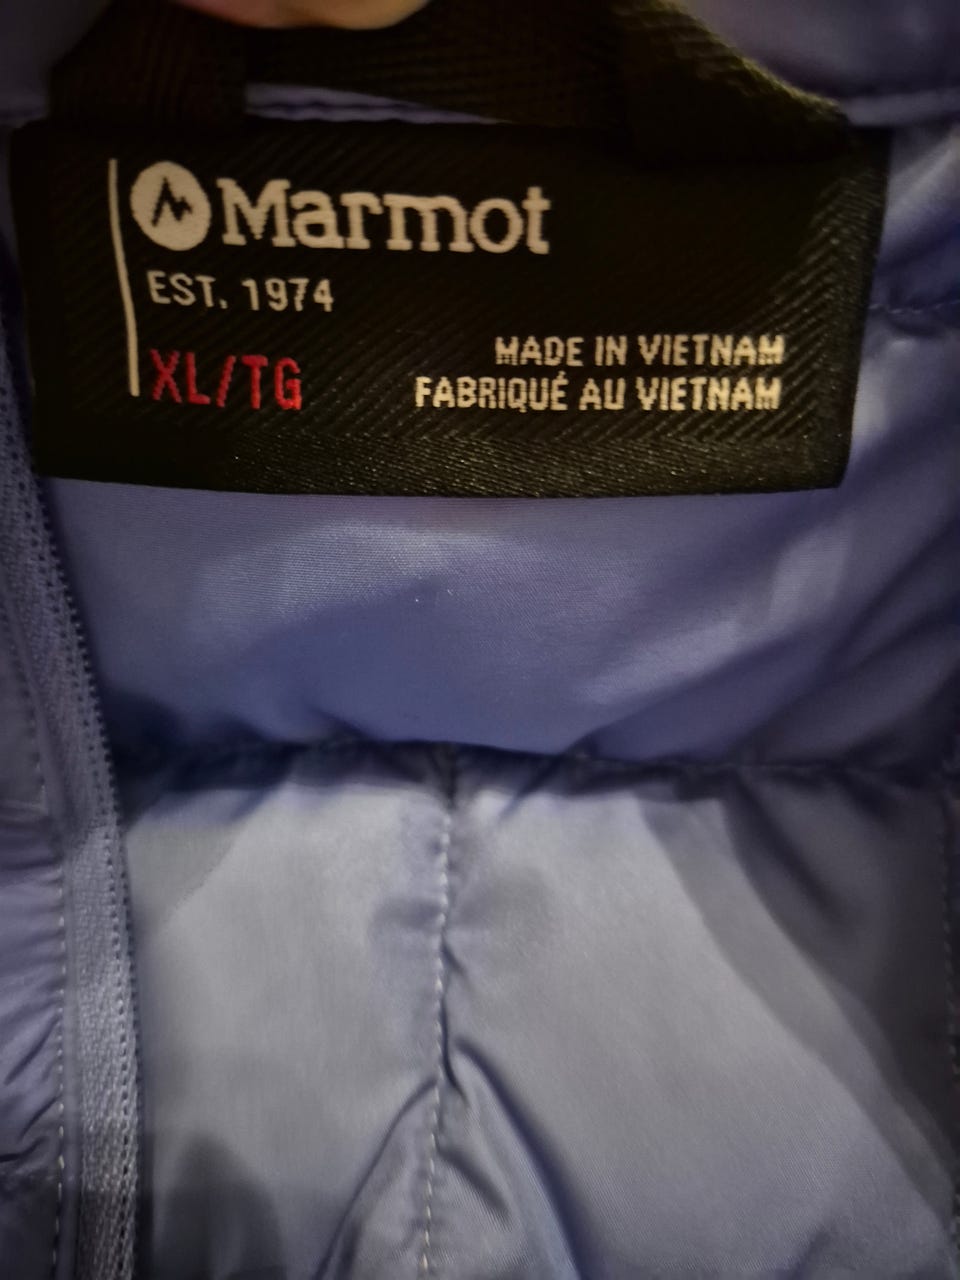 Marmot
EST. 1974
XL/TG
MADE IN VIETNAM
FABRIQUÉ AU VIETNAM